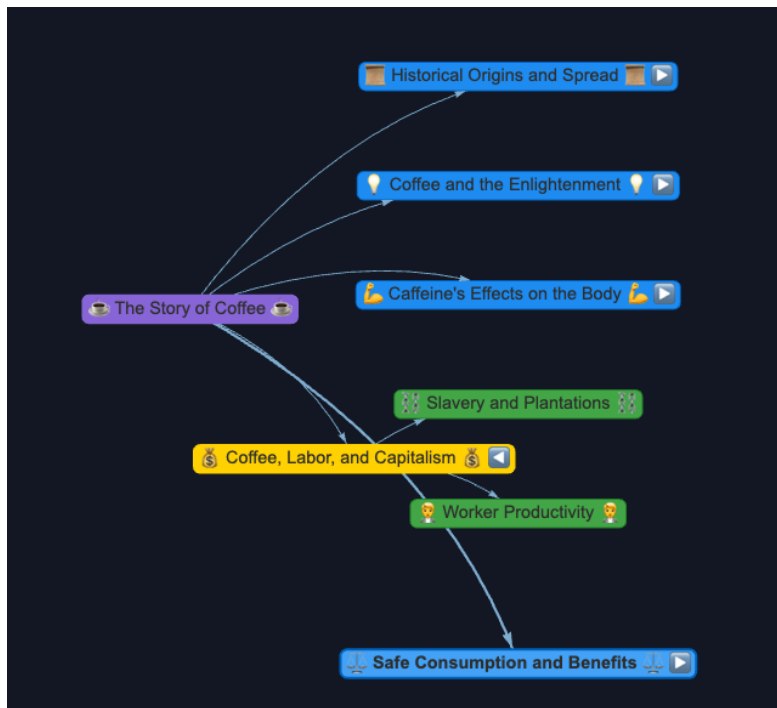 Historical Origins and Spread
Coffee and the Enlightenment
Caffeine's Effects on the Body
The Story of Coffee
Slavery and Plantations
Coffee, Labor, and Capitalism
Worker Productivity
Safe Consumption and Benefits